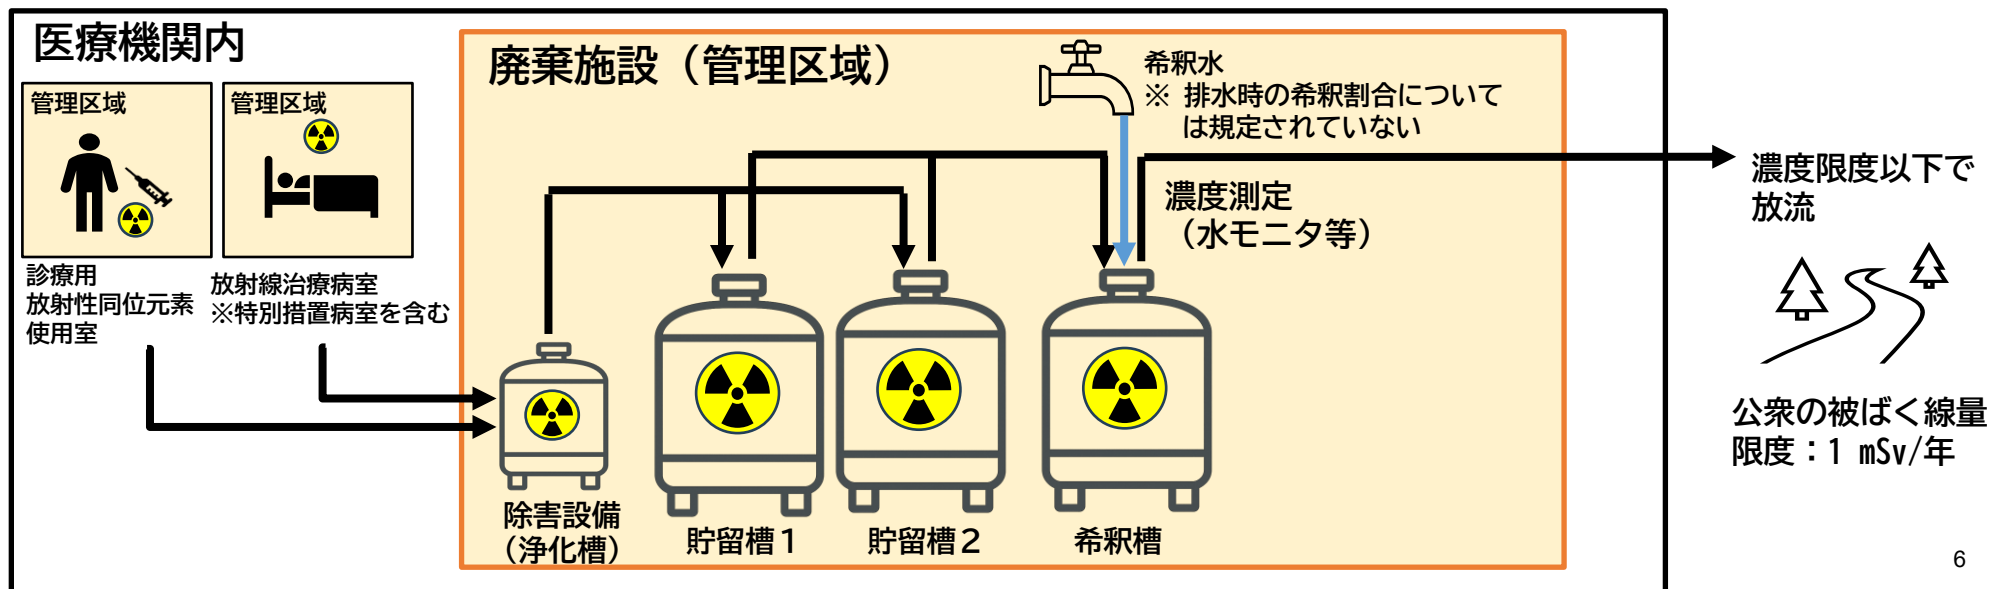 医療機関内
管理区域
診療用
放射性同位元素
使用室
管理区域
放射線治療病室
※特別措置病室を含む
廃棄施設（管理区域）
希釈水
※ 排水時の希釈割合について
は規定されていない
濃度測定
（水モニタ等）
除害設備
（浄化槽）
貯留槽１
貯留槽２
希釈槽
濃度限度以下で
放流
公衆の被ばく線量
限度：1 mSv/年
6